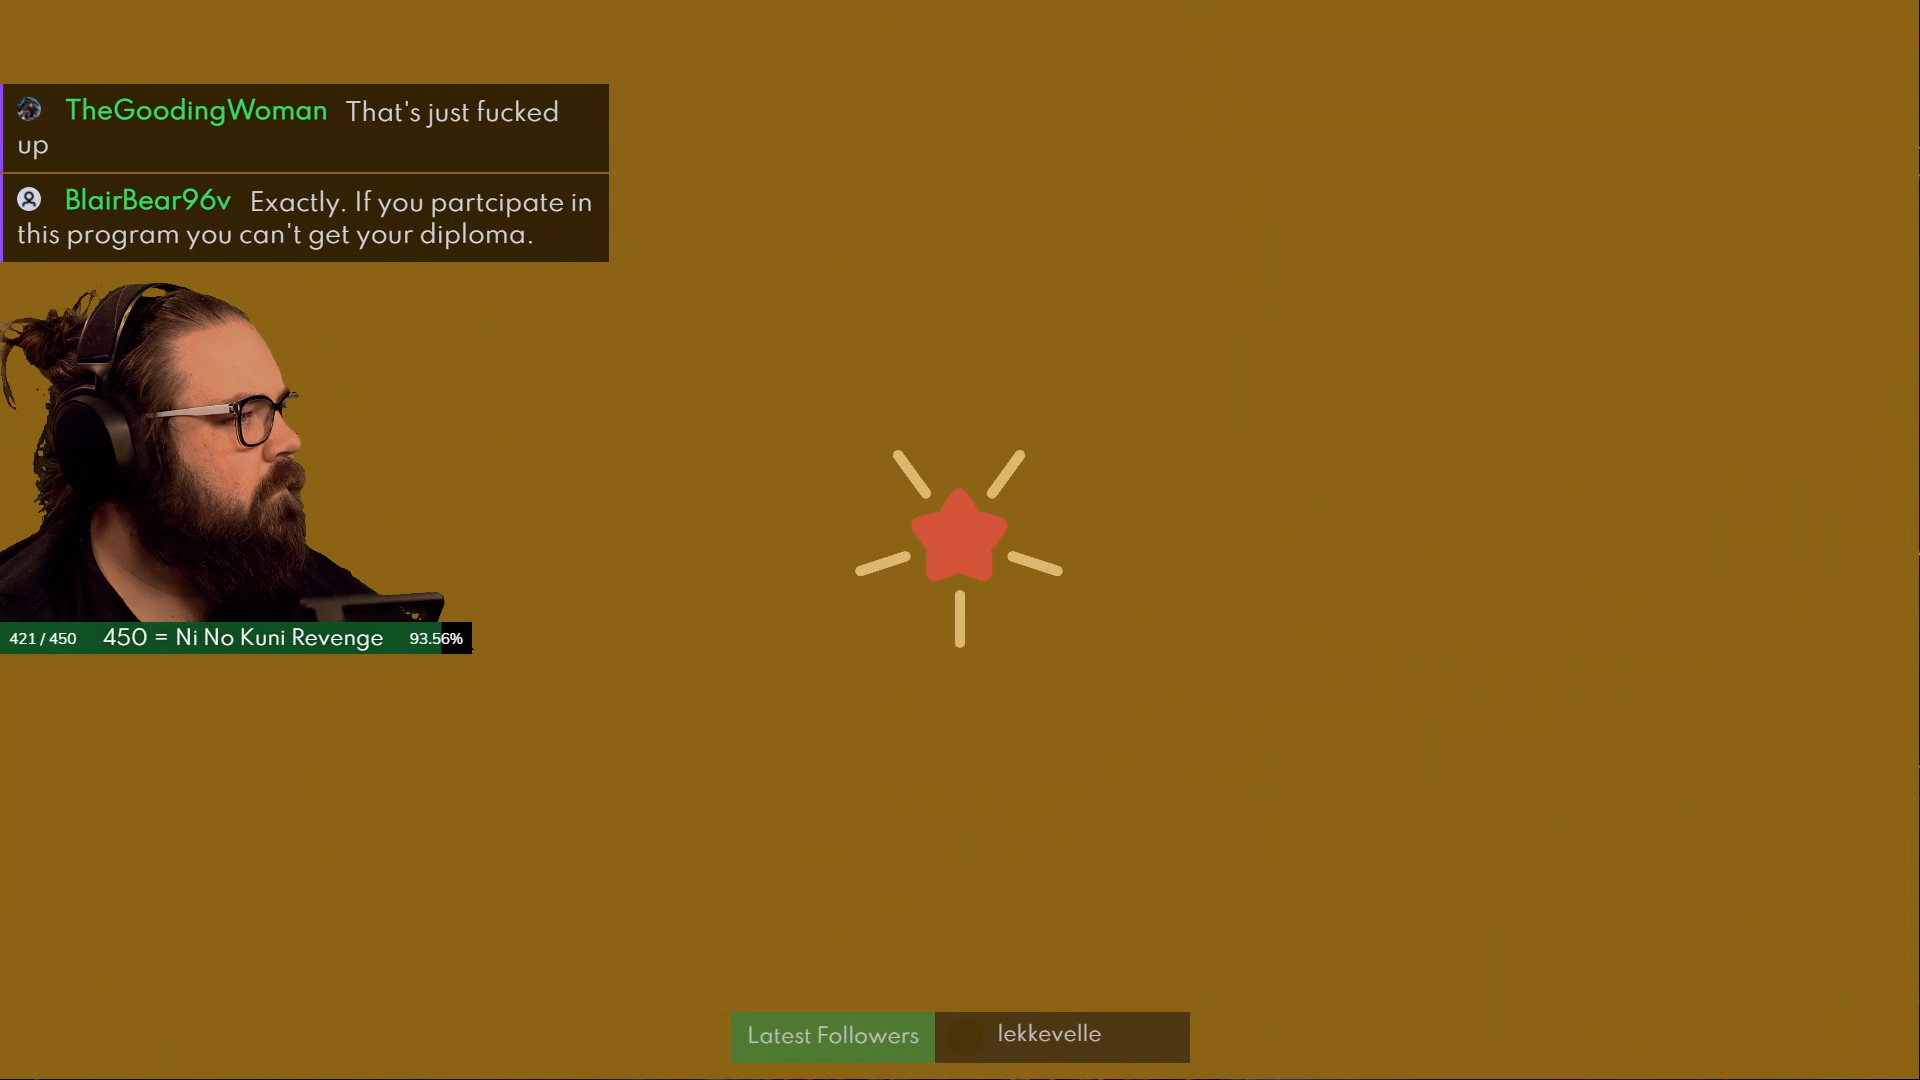 TheGoodingWoman That's just fucked
up
BlairBear96v Exactly. If you partcipate in
this program you can't get your diploma.
421 / 450 450 = Ni No Kuni Revenge 93.56%
Latest Followers lekkevelle